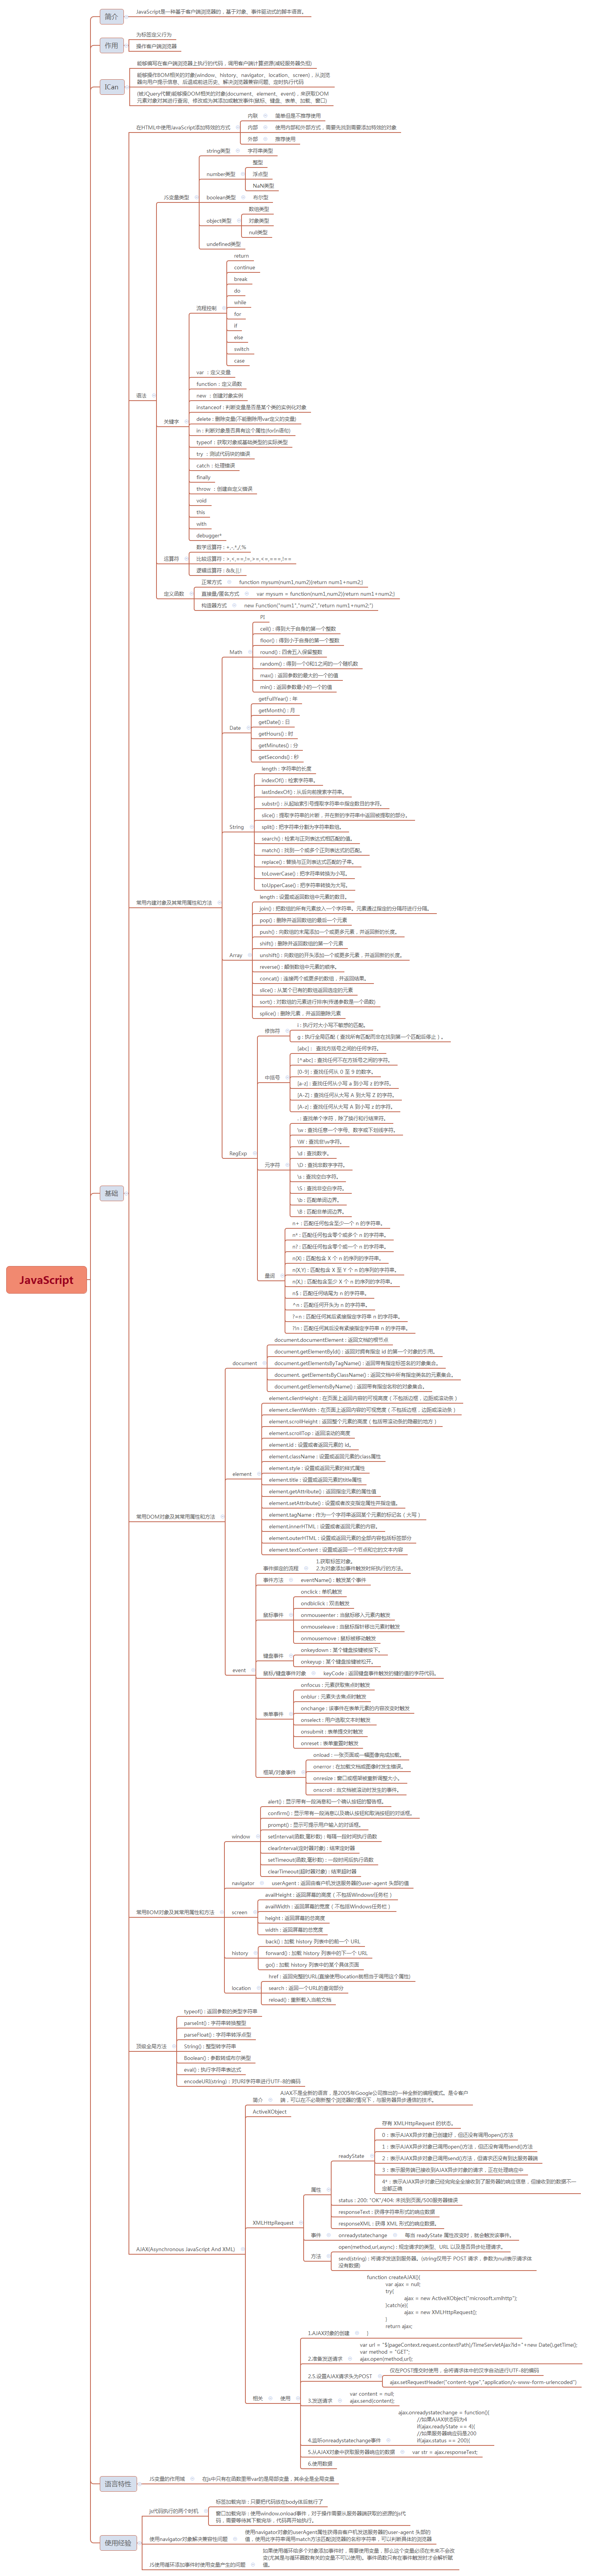 简介
JavaScript是一种基于客户端浏览器的，基于对象、事件驱动式的脚本语言。
作用
为标签定义行为
操作客户端浏览器
ICan
能够编写在客户端浏览器上执行的代码，调用客户端计算资源(减轻服务器负担)
能够操作BOM相关的对象(window、history、navigator、location、screen)，从浏览
器向用户提示信息、后退或前进历史、解决浏览器兼容问题、定时执行代码
(被jQuery代替)能够操DOM相关的对象(document、element、event)，来获取DOM
元素对象对其进行查询、修改或为其添加或触发事件(鼠标、键盘、表单、加载、窗口)
在HTML中使用JavaScript添加特效的方式
内联
简单但是不推荐使用
内部
使用内部和外部方式，需要先找到需要添加特效的对象
外部
推荐使用
语法
JS变量类型
string类型
字符串类型
number类型
整型
浮点型
NaN类型
boolean类型
布尔型
object类型
数组类型
对象类型
null类型
undefined类型
关键字
流程控制
return
continue
break
do
while
for
if
else
switch
case
var ：定义变量
function：定义函数
new ：创建对象实例
instanceof：判断变量是否是某个类的实例化对象
delete：删除变量(不能删除用var定义的变量)
in：判断对象是否具有这个属性(for/in语句)
typeof：获取对象或基础类型的实际类型
try ：测试代码块的错误
catch：处理错误
finally
throw ：创建自定义错误
void
this
with
debugger*
运算符
数学运算符：+,-,*,/,%
比较运算符：>,<,==,!=,>=,<=,===,!==
逻辑运算符：&&,||,!
定义函数
正常方式
function mysum(num1,num2){return num1+num2;}
直接量/匿名方式
var mysum = function(num1,num2){return num1+num2;}
构造器方式
new Function("num1","num2","return num1+num2;")
基础
JavaScript
常用内建对象及其常用属性和方法
Math
PI
ceil()：得到大于自身的第一个整数
floor()：得到小于自身的第一个整数
round()：四舍五入保留整数
random()：得到一个0和1之间的一个随机数
max()：返回参数的最大的一个的值
min()：返回参数最小的一个的值
Date
getFullYear()：年
getMonth()：月
getDate()：日
getHours()：时
getMinutes()：分
getSeconds()：秒
String
length：字符串的长度
indexOf()：检索字符串。
lastIndexOf()：从后向前搜索字符串。
substr()：从起始索引号提取字符串中指定数目的字符。
slice()：提取字符串的片断，并在新的字符串中返回被提取的部分。
split()：把字符串分割为字符串数组。
search()：检索与正则表达式相匹配的值。
match()：找到一个或多个正则表达式的匹配。
replace()：替换与正则表达式匹配的子串。
toLowerCase()：把字符串转换为小写。
toUpperCase()：把字符串转换为大写。
Array
length：设置或返回数组中元素的数目。
join()：把数组的所有元素放入一个字符串。元素通过指定的分隔符进行分隔。
pop()：删除并返回数组的最后一个元素
push()：向数组的末尾添加一个或更多元素，并返回新的长度。
shift()：删除并返回数组的第一个元素
unshift()：向数组的开头添加一个或更多元素，并返回新的长度。
reverse()：颠倒数组中元素的顺序。
concat()：连接两个或更多的数组，并返回结果。
slice()：从某个已有的数组返回选定的元素
sort()：对数组的元素进行排序(传递参数是一个函数)
splice()：删除元素，并返回删除元素
RegExp
修饰符
i：执行对大小写不敏感的匹配。
g：执行全局匹配（查找所有匹配而非在找到第一个匹配后停止）。
中括号
[abc]： 查找方括号之间的任何字符。
[^abc]：查找任何不在方括号之间的字符。
[0-9]：查找任何从 0 至 9 的数字。
[a-z]：查找任何从小写 a 到小写 z 的字符。
[A-Z]：查找任何从大写 A 到大写 Z 的字符。
[A-z]：查找任何从大写 A 到小写 z 的字符。
元字符
.：查找单个字符，除了换行和行结束符。
\w：查找任意一个字母、数字或下划线字符。
\W：查找非\w字符。
\d：查找数字。
\D：查找非数字字符。
\s：查找空白字符。
\S：查找非空白字符。
\b：匹配单词边界。
\B：匹配非单词边界。
量词
n+：匹配任何包含至少一个 n 的字符串。
n*：匹配任何包含零个或多个 n 的字符串。
n?：匹配任何包含零个或一个 n 的字符串。
n{X}：匹配包含 X 个 n 的序列的字符串。
n{X,Y}：匹配包含 X 至 Y 个 n 的序列的字符串。
n{X,}：匹配包含至少 X 个 n 的序列的字符串。
n$：匹配任何结尾为 n 的字符串。
^n：匹配任何开头为 n 的字符串。
?=n：匹配任何其后紧接指定字符串 n 的字符串。
?!n：匹配任何其后没有紧接指定字符串 n 的字符串。
常用DOM对象及其常用属性和方法
document
document.documentElement：返回文档的根节点
document.getElementById()：返回对拥有指定 id 的第一个对象的引用。
document.getElementsByTagName()：返回带有指定标签名的对象集合。
document. getElementsByClassName()：返回文档中所有指定类名的元素集合。
document.getElementsByName()：返回带有指定名称的对象集合。
element
element.clientHeight：在页面上返回内容的可视高度（不包括边框，边距或滚动条）
element.clientWidth：在页面上返回内容的可视宽度（不包括边框，边距或滚动条）
element.scrollHeight：返回整个元素的高度（包括带滚动条的隐蔽的地方）
element.scrollTop：返回滚动的高度
element.id：设置或者返回元素的 id。
element.className：设置或返回元素的class属性
element.style：设置或返回元素的样式属性
element.title：设置或返回元素的title属性
element.getAttribute()：返回指定元素的属性值
element.setAttribute()：设置或者改变指定属性并指定值。
element.tagName：作为一个字符串返回某个元素的标记名（大写）
element.innerHTML：设置或者返回元素的内容。
element.outerHTML：设置或返回元素的全部内容包括标签部分
element.textContent：设置或返回一个节点和它的文本内容
event
事件绑定的流程
1.获取标签对象。
2.为对象添加事件触发时所执行的方法。
事件方法
eventName()：触发某个事件
鼠标事件
onclick：单机触发
ondblclick：双击触发
onmouseenter：当鼠标移入元素内触发
onmouseleave：当鼠标指针移出元素时触发
onmousemove：鼠标被移动触发
键盘事件
onkeydown：某个键盘按键被按下。
onkeyup：某个键盘按键被松开。
鼠标/键盘事件对象
keyCode：返回键盘事件触发的键的值的字符代码。
表单事件
onfocus：元素获取焦点时触发
onblur：元素失去焦点时触发
onchange：该事件在表单元素的内容改变时触发
onselect：用户选取文本时触发
onsubmit：表单提交时触发
onreset：表单重置时触发
框架/对象事件
onload：一张页面或一幅图像完成加载。
onerror：在加载文档或图像时发生错误。
onresize：窗口或框架被重新调整大小。
onscroll：当文档被滚动时发生的事件。
常用BOM对象及其常用属性和方法
window
alert()：显示带有一段消息和一个确认按钮的警告框。
confirm()：显示带有一段消息以及确认按钮和取消按钮的对话框。
prompt()：显示可提示用户输入的对话框。
setInterval(函数,毫秒数)：每隔一段时间执行函数
clearInterval(定时器对象)：结束定时器
setTimeout(函数,毫秒数)：一段时间后执行函数
clearTimeout(超时器对象)：结束超时器
navigator
userAgent：返回由客户机发送服务器的user-agent 头部的值
screen
availHeight：返回屏幕的高度（不包括Windows任务栏）
availWidth：返回屏幕的宽度（不包括Windows任务栏）
height：返回屏幕的总高度
width：返回屏幕的总宽度
history
back()：加载 history 列表中的前一个 URL
forward()：加载 history 列表中的下一个 URL
go()：加载 history 列表中的某个具体页面
location
href：返回完整的URL(直接使用location就相当于调用这个属性)
search：返回一个URL的查询部分
reload()：重新载入当前文档
顶级全局方法
typeof()：返回参数的类型字符串
parseInt()：字符串转换整型
parseFloat()：字符串转浮点型
String()：整型转字符串
Boolean()：参数转成布尔类型
eval()：执行字符串表达式
encodeURI(string)：对URI字符串进行UTF-8的编码
AJAX(Asynchronous JavaScript And XML)
简介
AJAX不是全新的语言，是2005年Google公司推出的一种全新的编程模式。是令客户
端，可以在不必刷新整个浏览器的情况下，与服务器异步通信的技术。
ActiveXObject
XMLHttpRequest
属性
readyState
存有 XMLHttpRequest 的状态。
0：表示AJAX异步对象已创建好，但还没有调用open()方法
1：表示AJAX异步对象已调用open()方法，但还没有调用send()方法
2：表示AJAX异步对象已调用send()方法，但请求还没有到达服务器端
3：表示服务端已接收到AJAX异步对象的请求，正在处理响应中
4*：表示AJAX异步对象已经完完全全接收到了服务器的响应信息，但接收到的数据不一
定都正确
status：200: "OK"/404: 未找到页面/500服务器错误
responseText：获得字符串形式的响应数据
responseXML：获得 XML 形式的响应数据。
事件
onreadystatechange
每当 readyState 属性改变时，就会触发该事件。
方法
open(method,url,async)：规定请求的类型、URL 以及是否异步处理请求。
send(string)：将请求发送到服务器。(string仅用于 POST 请求，参数为null表示请求体
没有数据)
相关
使用
1.AJAX对象的创建
function createAJAX(){
var ajax = null;
try{
ajax = new ActiveXObject("microsoft.xmlhttp");
}catch(e){
ajax = new XMLHttpRequest();
}
return ajax;
}
2.准备发送请求
var url = "${pageContext.request.contextPath}/TimeServletAjax?id="+new Date().getTime();
var method = "GET";
ajax.open(method,url);
2.5.设置AJAX请求头为POST
仅在POST提交时使用，会将请求体中的汉字自动进行UTF-8的编码
ajax.setRequestHeader("content-type","application/x-www-form-urlencoded")
3.发送请求
var content = null;
ajax.send(content);
4.监听onreadystatechange事件
ajax.onreadystatechange = function(){
//如果AJAX状态码为4
if(ajax.readyState == 4){
//如果服务器响应码是200
if(ajax.status == 200){
5.从AJAX对象中获取服务器响应的数据
var str = ajax.responseText;
6.使用数据
语言特性
JS变量的作用域
在js中只有在函数里带var的是局部变量，其余全是全局变量
使用经验
js代码执行的两个时机
标签加载完毕：只要把代码放在body体后就行了
窗口加载完毕：使用window.onload事件，对于操作需要从服务器端获取的资源的js代
码，需要等待其下载完毕，代码再开始执行。
使用navigator对象解决兼容性问题
使用navigator对象的userAgent属性获得由客户机发送服务器的user-agent 头部的
值，使用此字符串调用match方法匹配浏览器的名称字符串，可以判断具体的浏览器
JS使用循环添加事件时使用变量产生的问题
如果使用循环给多个对象添加事件时，需要使用变量，那么这个变量必须在未来不会改
变(尤其是与循环圈数有关的变量不可以使用)。事件函数只有在事件触发时才会解析赋
值。